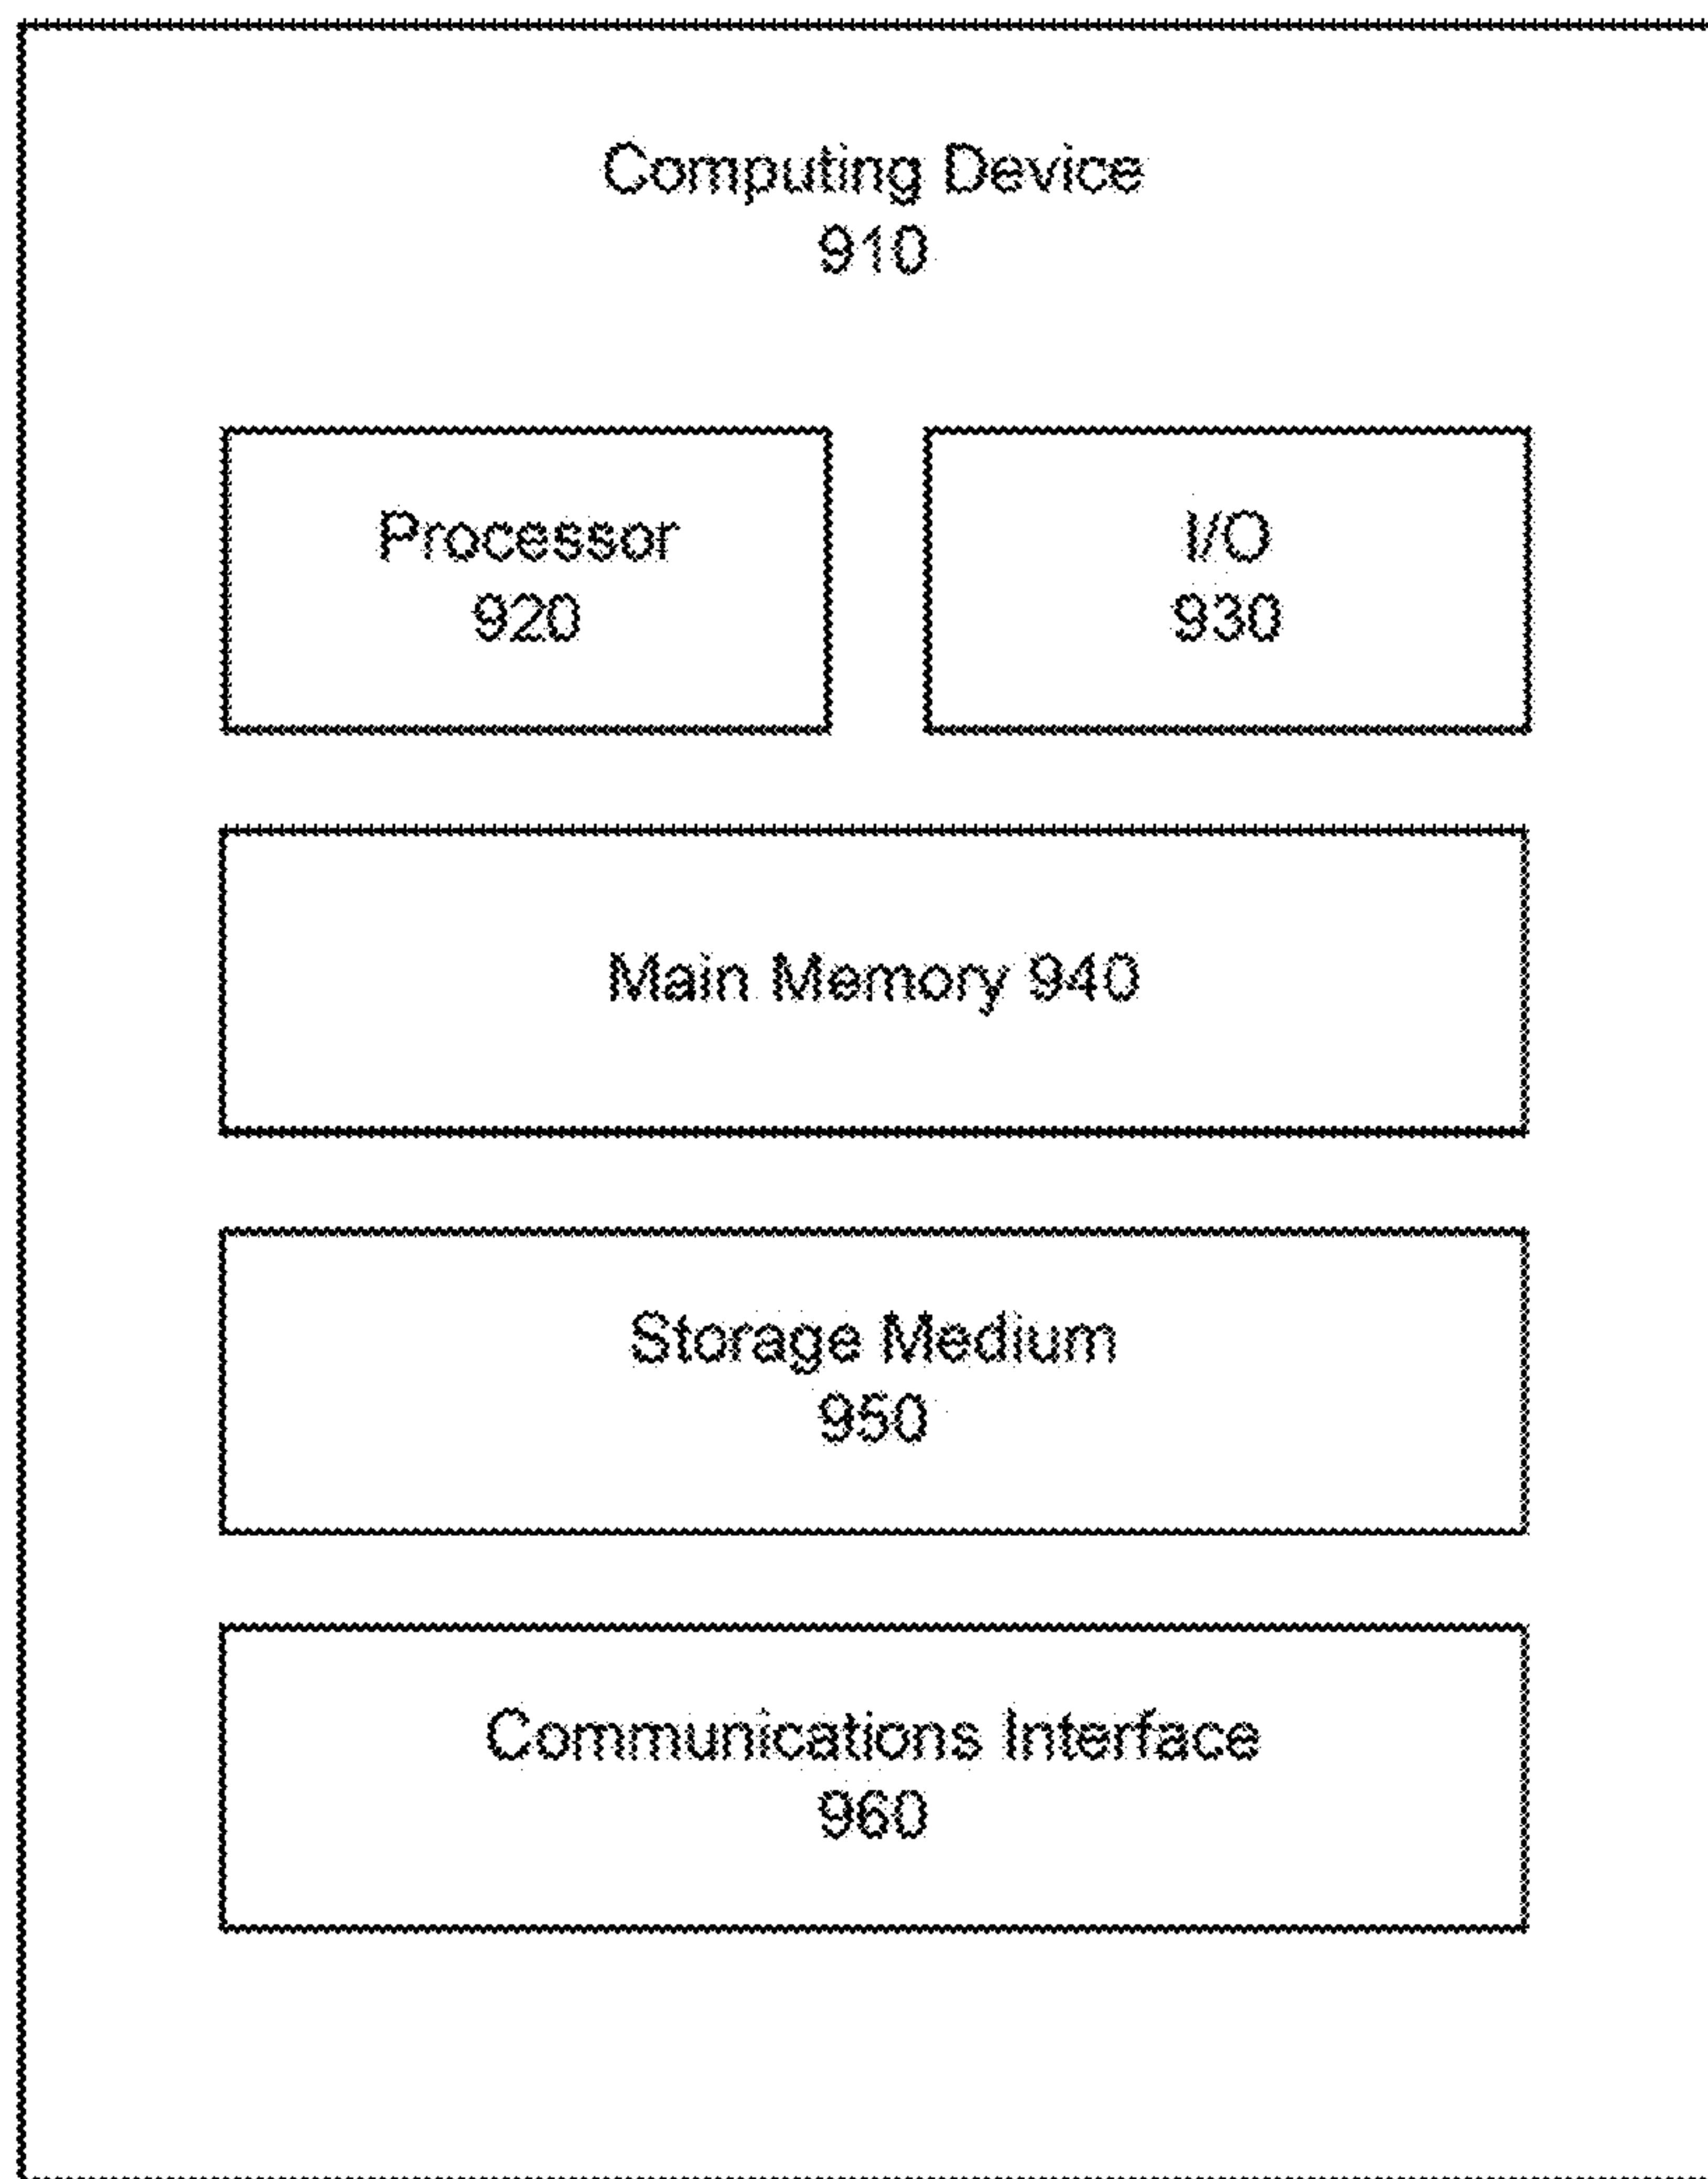 Computing Device
910
Processor
920
I/O
930
Main Memory 940
Storage Medium
950
Communications Interface
960